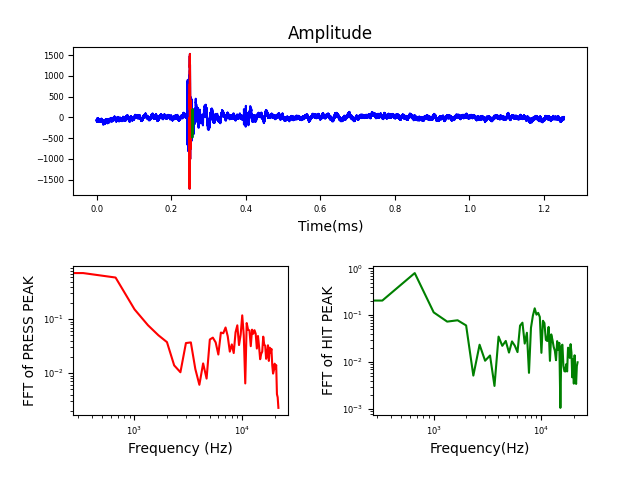 Amplitude
1500
1000
500
0
−500
−1000
−1500
0.0 0.2 0.4 0.6 0.8 1.0 1.2
Time(ms)
FFT of PRESS PEAK
10⁻¹
10⁻²
10³ 10⁴
Frequency (Hz)
FFT of HIT PEAK
10⁰
10⁻¹
10⁻²
10⁻³
10³ 10⁴
Frequency(Hz)